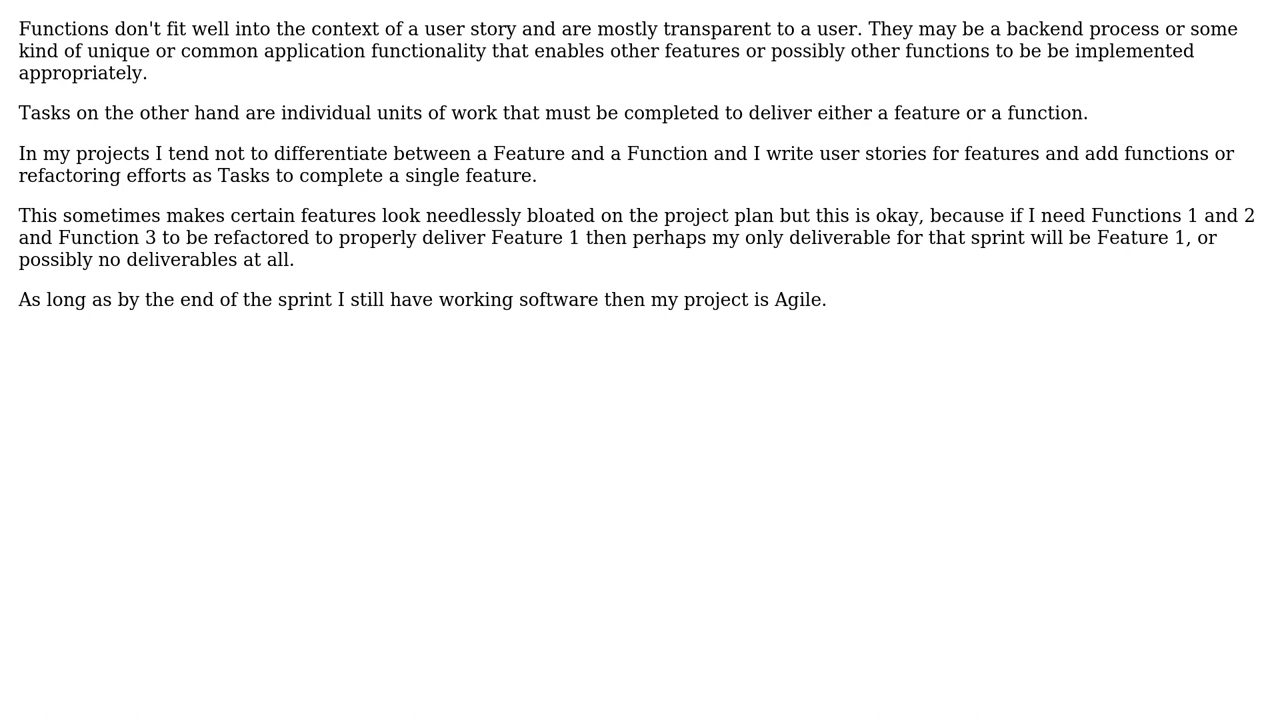 Functions don't fit well into the context of a user story and are mostly transparent to a user. They may be a backend process or some
kind of unique or common application functionality that enables other features or possibly other functions to be be implemented
appropriately.
Tasks on the other hand are individual units of work that must be completed to deliver either a feature or a function.
In my projects I tend not to differentiate between a Feature and a Function and I write user stories for features and add functions or
refactoring efforts as Tasks to complete a single feature.
This sometimes makes certain features look needlessly bloated on the project plan but this is okay, because if I need Functions 1 and 2
and Function 3 to be refactored to properly deliver Feature 1 then perhaps my only deliverable for that sprint will be Feature 1, or
possibly no deliverables at all.
As long as by the end of the sprint I still have working software then my project is Agile.